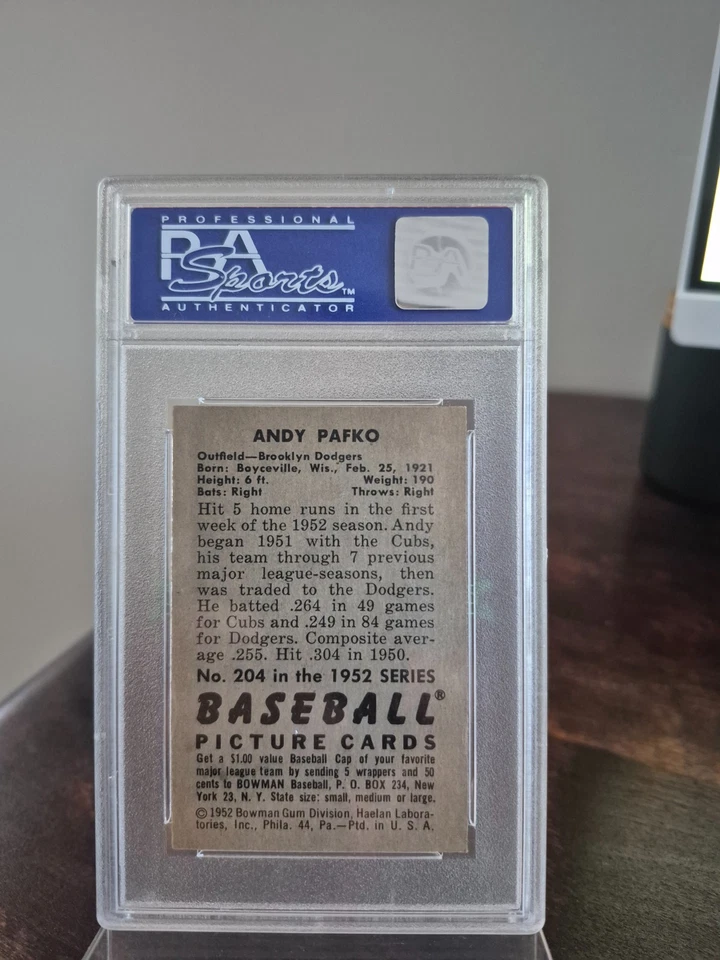 PROFESSIONAL
PSA
Sports™
AUTHENTICATOR
PSA
ANDY PAFKO
Outfield—Brooklyn Dodgers
Born: Boyceville, Wis., Feb. 25, 1921
Height: 6 ft. Weight: 190
Bats: Right Throws: Right
Hit 5 home runs in the first
week of the 1952 season. Andy
began 1951 with the Cubs,
his team through 7 previous
major league-seasons, then
was traded to the Dodgers.
He batted .264 in 49 games
for Cubs and .249 in 84 games
for Dodgers. Composite aver-
age .255. Hit .304 in 1950.
No. 204 in the 1952 SERIES
BASEBALL®
PICTURE CARDS
Get a $1.00 value Baseball Cap of your favorite
major league team by sending 5 wrappers and 50
cents to BOWMAN Baseball, P. O. BOX 234, New
York 23, N. Y. State size: small, medium or large.
© 1952 Bowman Gum Division, Haelan Labora-
tories, Inc., Phila. 44, Pa.—Ptd. in U. S. A.